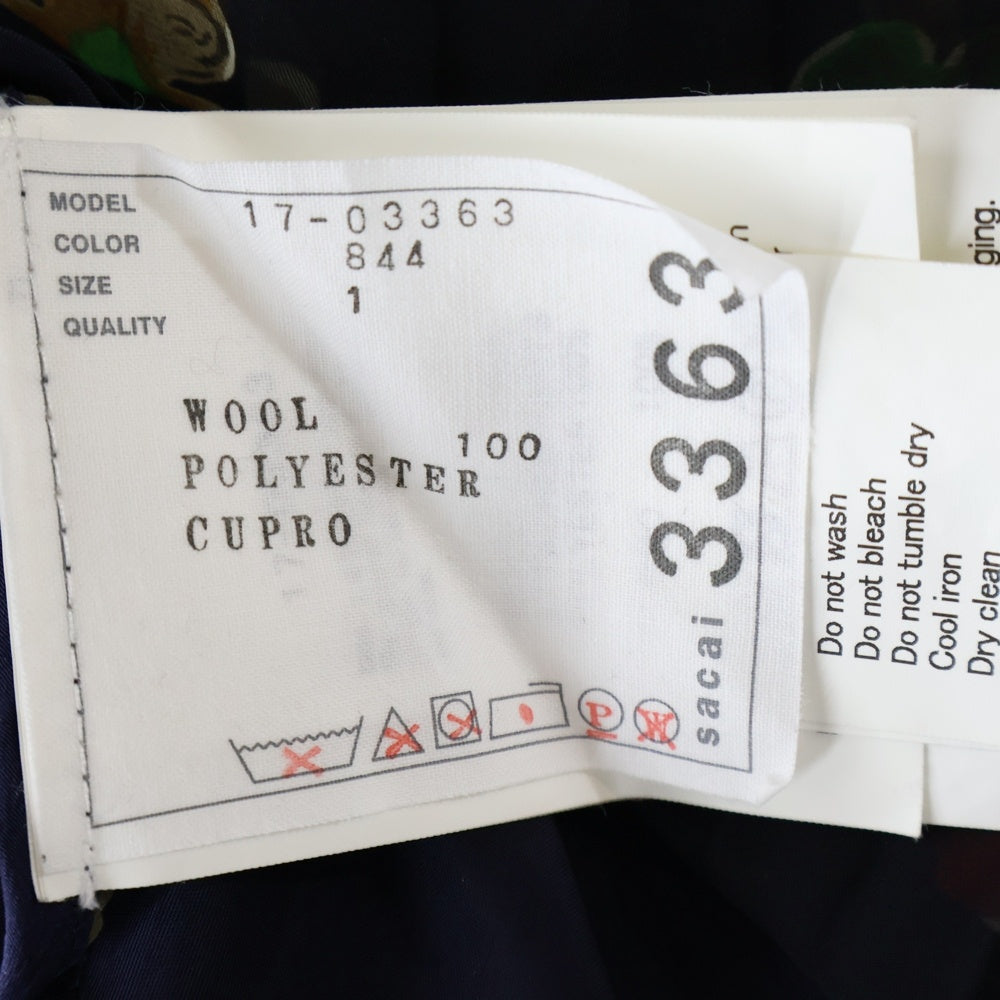 MODEL 17-03363
COLOR 844
SIZE 1
QUALITY
WOOL
100
POLYESTER
CUPRO
P
W
sacai 3363
Do not wash
Do not bleach
Do not tumble dry
Cool iron
Dry clean
ging.